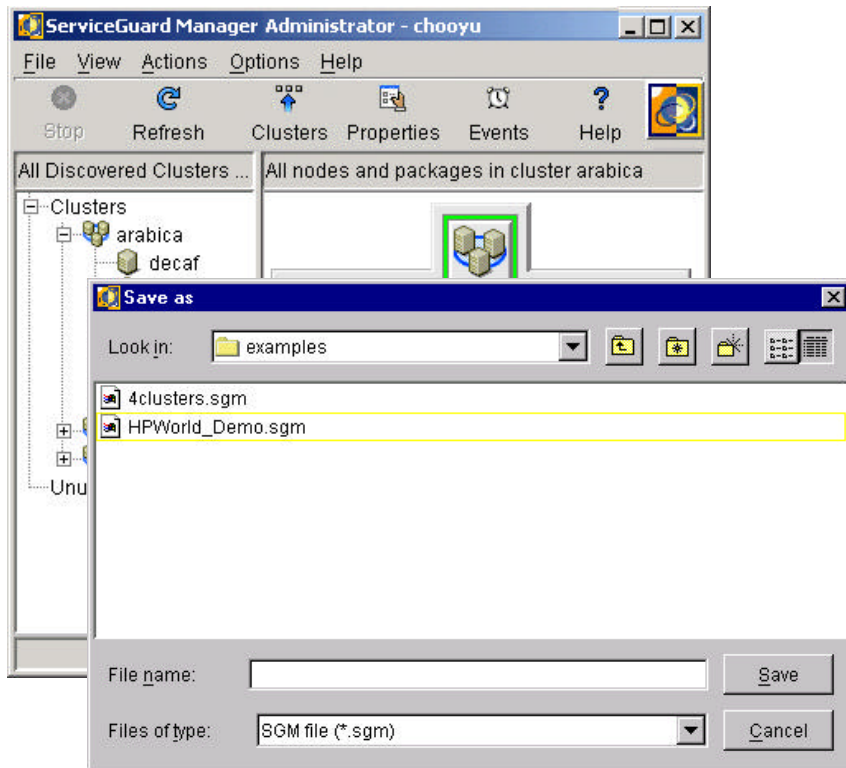 ServiceGuard Manager Administrator - chooyu
File View Actions Options Help
Stop Refresh Clusters Properties Events Help
All Discovered Clusters ... All nodes and packages in cluster arabica
Clusters
arabica
decaf
Unu
Save as
Look in: examples
4clusters.sgm
HPWorld_Demo.sgm
File name: Save
Files of type: SGM file (*.sgm) Cancel